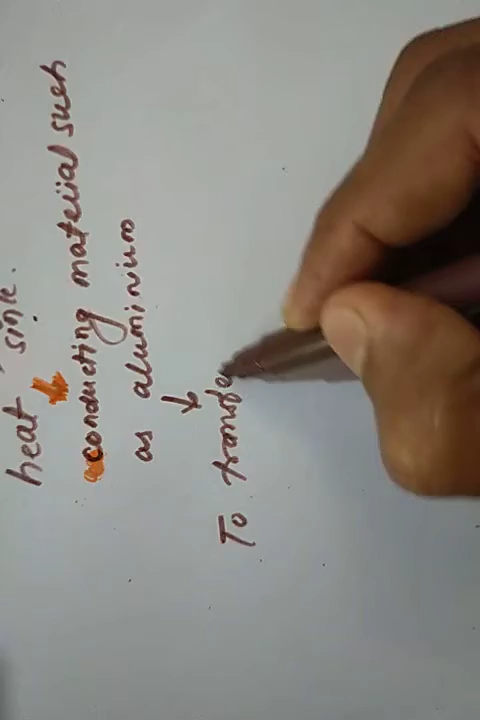 heat sink.
conducting material such
as aluminium
To transfe